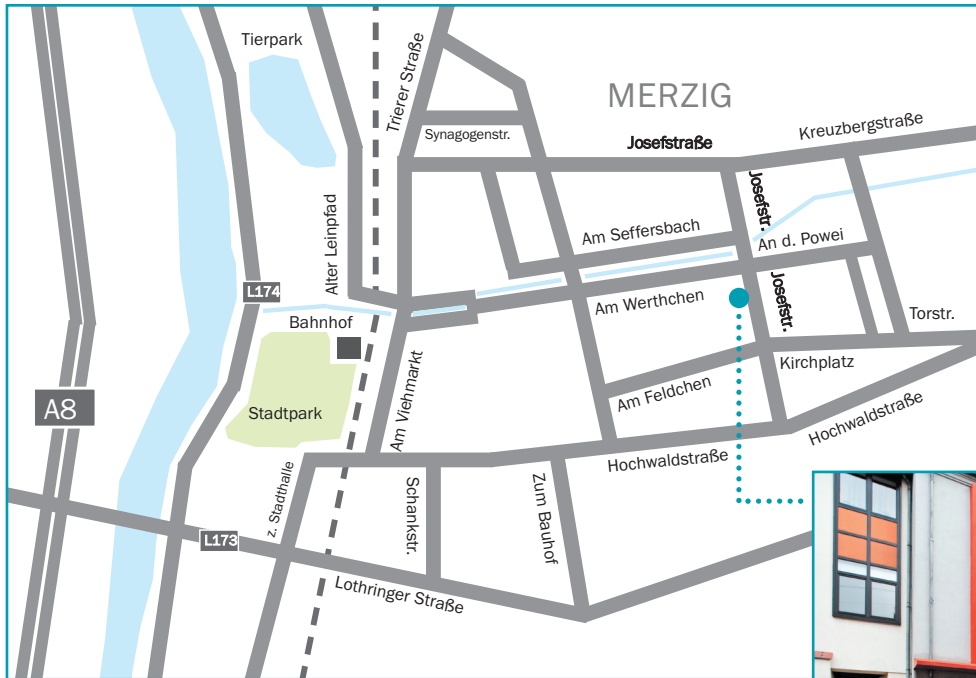 Tierpark
Trierer Straße
MERZIG
Synagogenstr.
Josefstraße
Kreuzbergstraße
Josefstr.
Alter Leinpfad
Am Seffersbach
An d. Powei
L174
Am Werthchen
Josefstr.
Torstr.
Bahnhof
Kirchplatz
A8
Stadtpark
Am Viehmarkt
Am Feldchen
Hochwaldstraße
Hochwaldstraße
z. Stadthalle
Schankstr.
Zum Bauhof
L173
Lothringer Straße